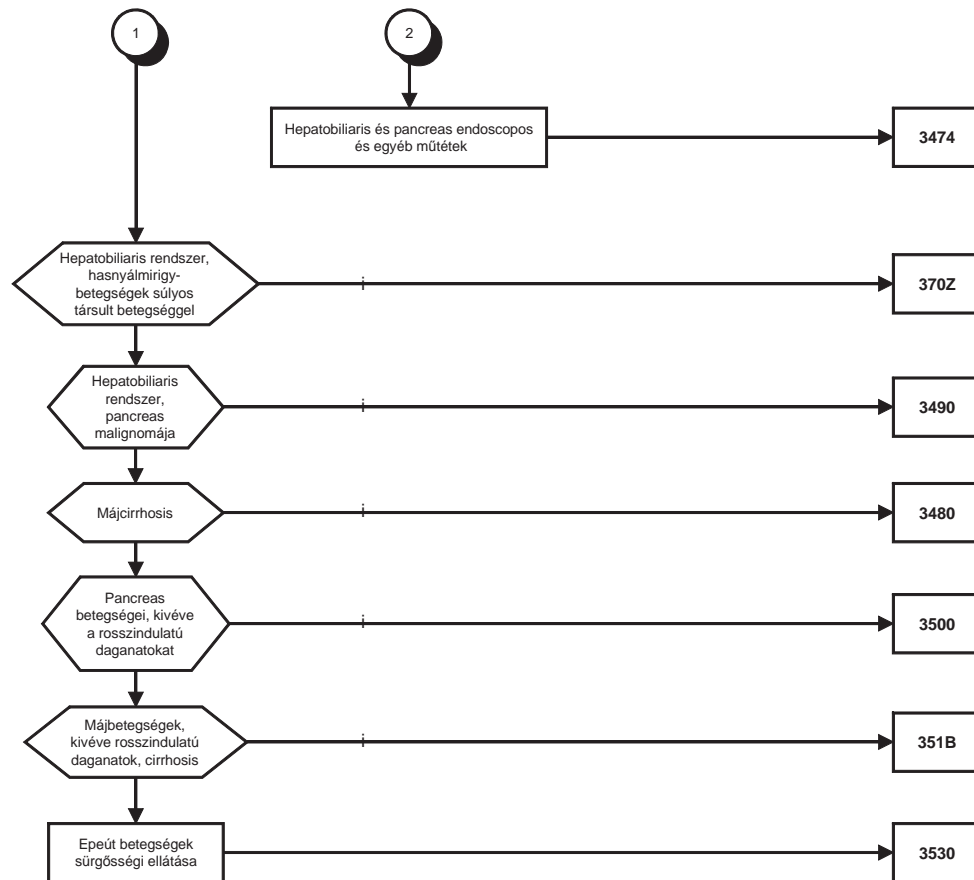 1
2
Hepatobiliaris és pancreas endoscopos
és egyéb műtétek
3474
Hepatobiliaris rendszer,
hasnyálmirigy-
betegségek súlyos
társult betegséggel
i
370Z
Hepatobiliaris
rendszer,
pancreas
malignomája
i
3490
Májcirrhosis
i
3480
Pancreas
betegségei, kivéve
a rosszindulatú
daganatokat
i
3500
Májbetegségek,
kivéve rosszindulatú
daganatok, cirrhosis
i
351B
Epeút betegségek
sürgősségi ellátása
3530